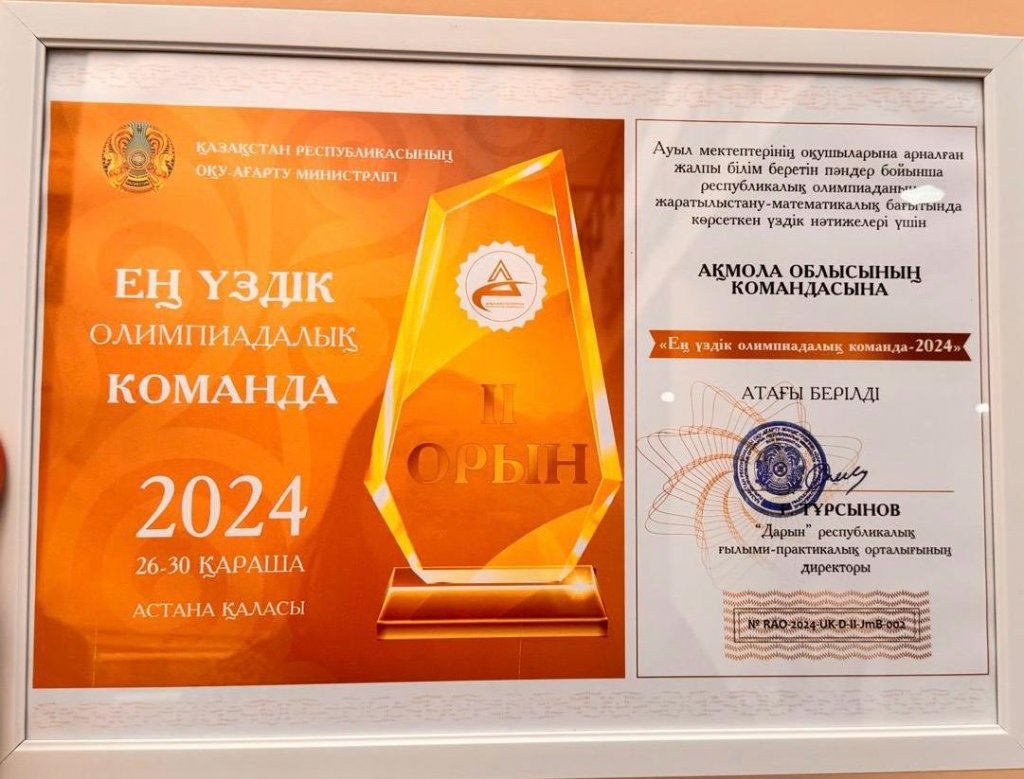 ҚАЗАҚСТАН РЕСПУБЛИКАСЫНЫҢ
ОҚУ-АҒАРТУ МИНИСТРЛІГІ
ЕҢ ҮЗДІК
ОЛИМПИАДАЛЫҚ
КОМАНДА
2024
26-30 ҚАРАША
АСТАНА ҚАЛАСЫ
II
ОРЫН
Ауыл мектептерінің оқушыларына арналған
жалпы білім беретін пәндер бойынша
республикалық олимпиаданың
жаратылыстану-математикалық бағытында
көрсеткен үздік нәтижелері үшін
АҚМОЛА ОБЛЫСЫНЫҢ
КОМАНДАСЫНА
«Ең үздік олимпиадалық команда-2024»
АТАҒЫ БЕРІЛДІ
ТҰРСЫНОВ
"Дарын" республикалық
ғылыми-практикалық орталығының
директоры
№ RAO-2024-UK-D-II-JmB-002